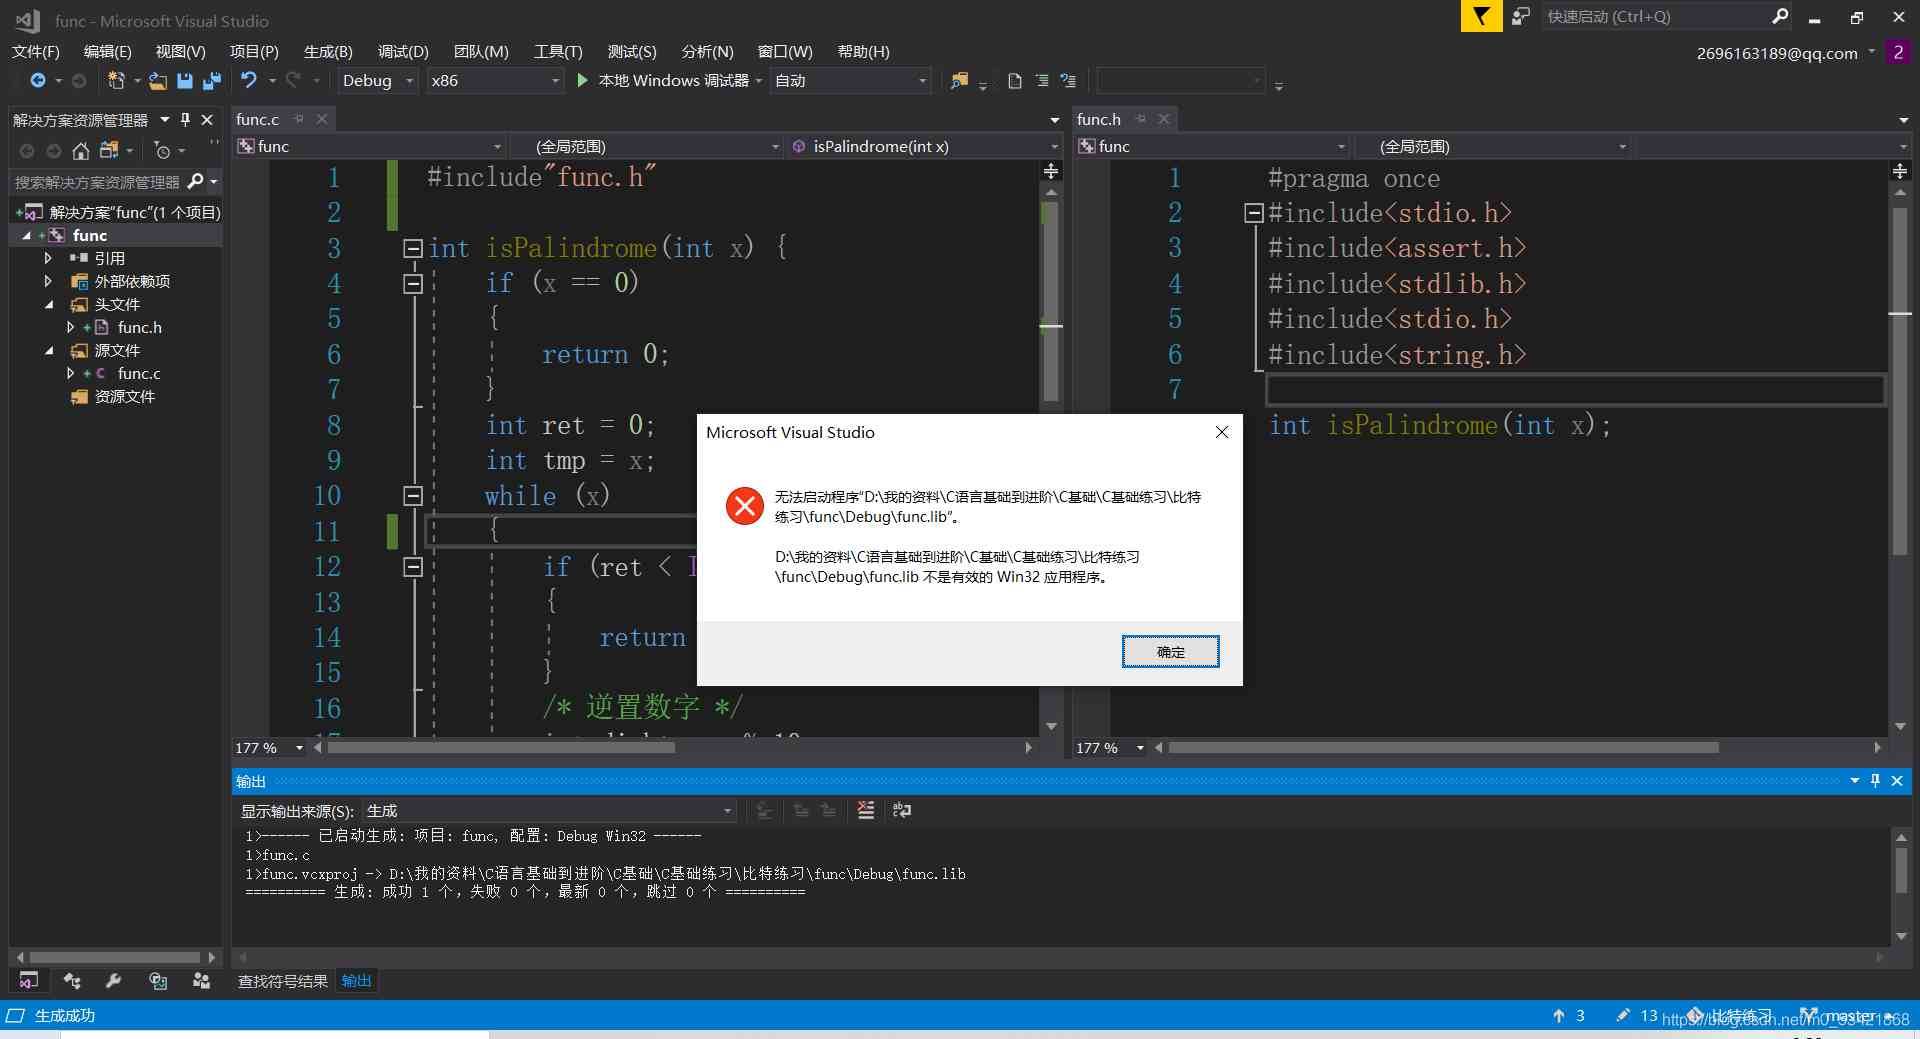 func - Microsoft Visual Studio
快速启动 (Ctrl+Q)
文件(F) 编辑(E) 视图(V) 项目(P) 生成(B) 调试(D) 团队(M) 工具(T) 测试(S) 分析(N) 窗口(W) 帮助(H)
2696163189@qq.com 2
Debug x86 本地 Windows 调试器 自动
解决方案资源管理器
搜索解决方案资源管理器
解决方案"func"(1 个项目)
func
引用
外部依赖项
头文件
func.h
源文件
func.c
资源文件
func.c
func (全局范围) isPalindrome(int x)
1 #include"func.h"
2
3 int isPalindrome(int x) {
4 if (x == 0)
5 {
6 return 0;
7 }
8 int ret = 0;
9 int tmp = x;
10 while (x)
11 {
12 if (ret < I
13 {
14 return
15 }
16 /* 逆置数字 */
177 %
func.h
func (全局范围)
1 #pragma once
2 #include<stdio.h>
3 #include<assert.h>
4 #include<stdlib.h>
5 #include<stdio.h>
6 #include<string.h>
7
int isPalindrome(int x);
177 %
Microsoft Visual Studio
无法启动程序"D:\我的资料\C语言基础到进阶\C基础\C基础练习\比特
练习\func\Debug\func.lib"。
D:\我的资料\C语言基础到进阶\C基础\C基础练习\比特练习
\func\Debug\func.lib 不是有效的 Win32 应用程序。
确定
输出
显示输出来源(S): 生成
1>------ 已启动生成: 项目: func, 配置: Debug Win32 ------
1>func.c
1>func.vcxproj -> D:\我的资料\C语言基础到进阶\C基础\C基础练习\比特练习\func\Debug\func.lib
========== 生成: 成功 1 个，失败 0 个，最新 0 个，跳过 0 个 ==========
查找符号结果 输出
生成成功
3 13 比特练习 master
https://blog.csdn.net/m0_53421868